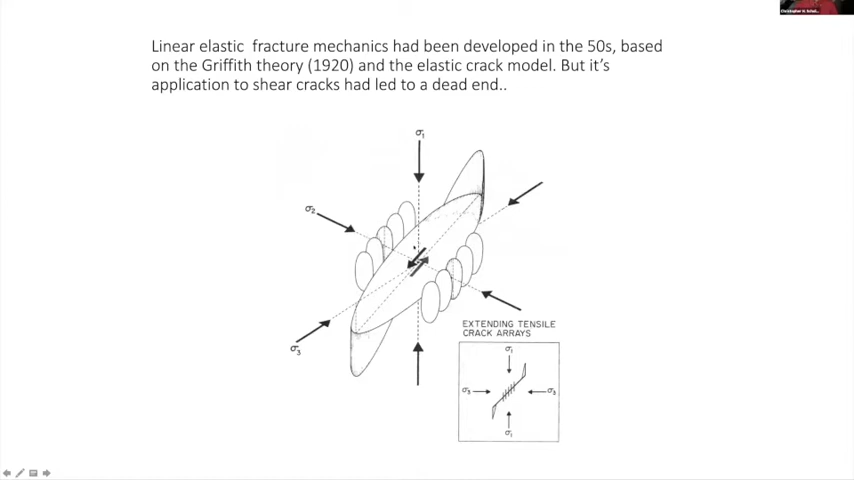 Linear elastic fracture mechanics had been developed in the 50s, based
on the Griffith theory (1920) and the elastic crack model. But it's
application to shear cracks had led to a dead end..
σ₁
σ₂
σ₃
EXTENDING TENSILE
CRACK ARRAYS
σ₁
σ₃ σ₃
σ₁